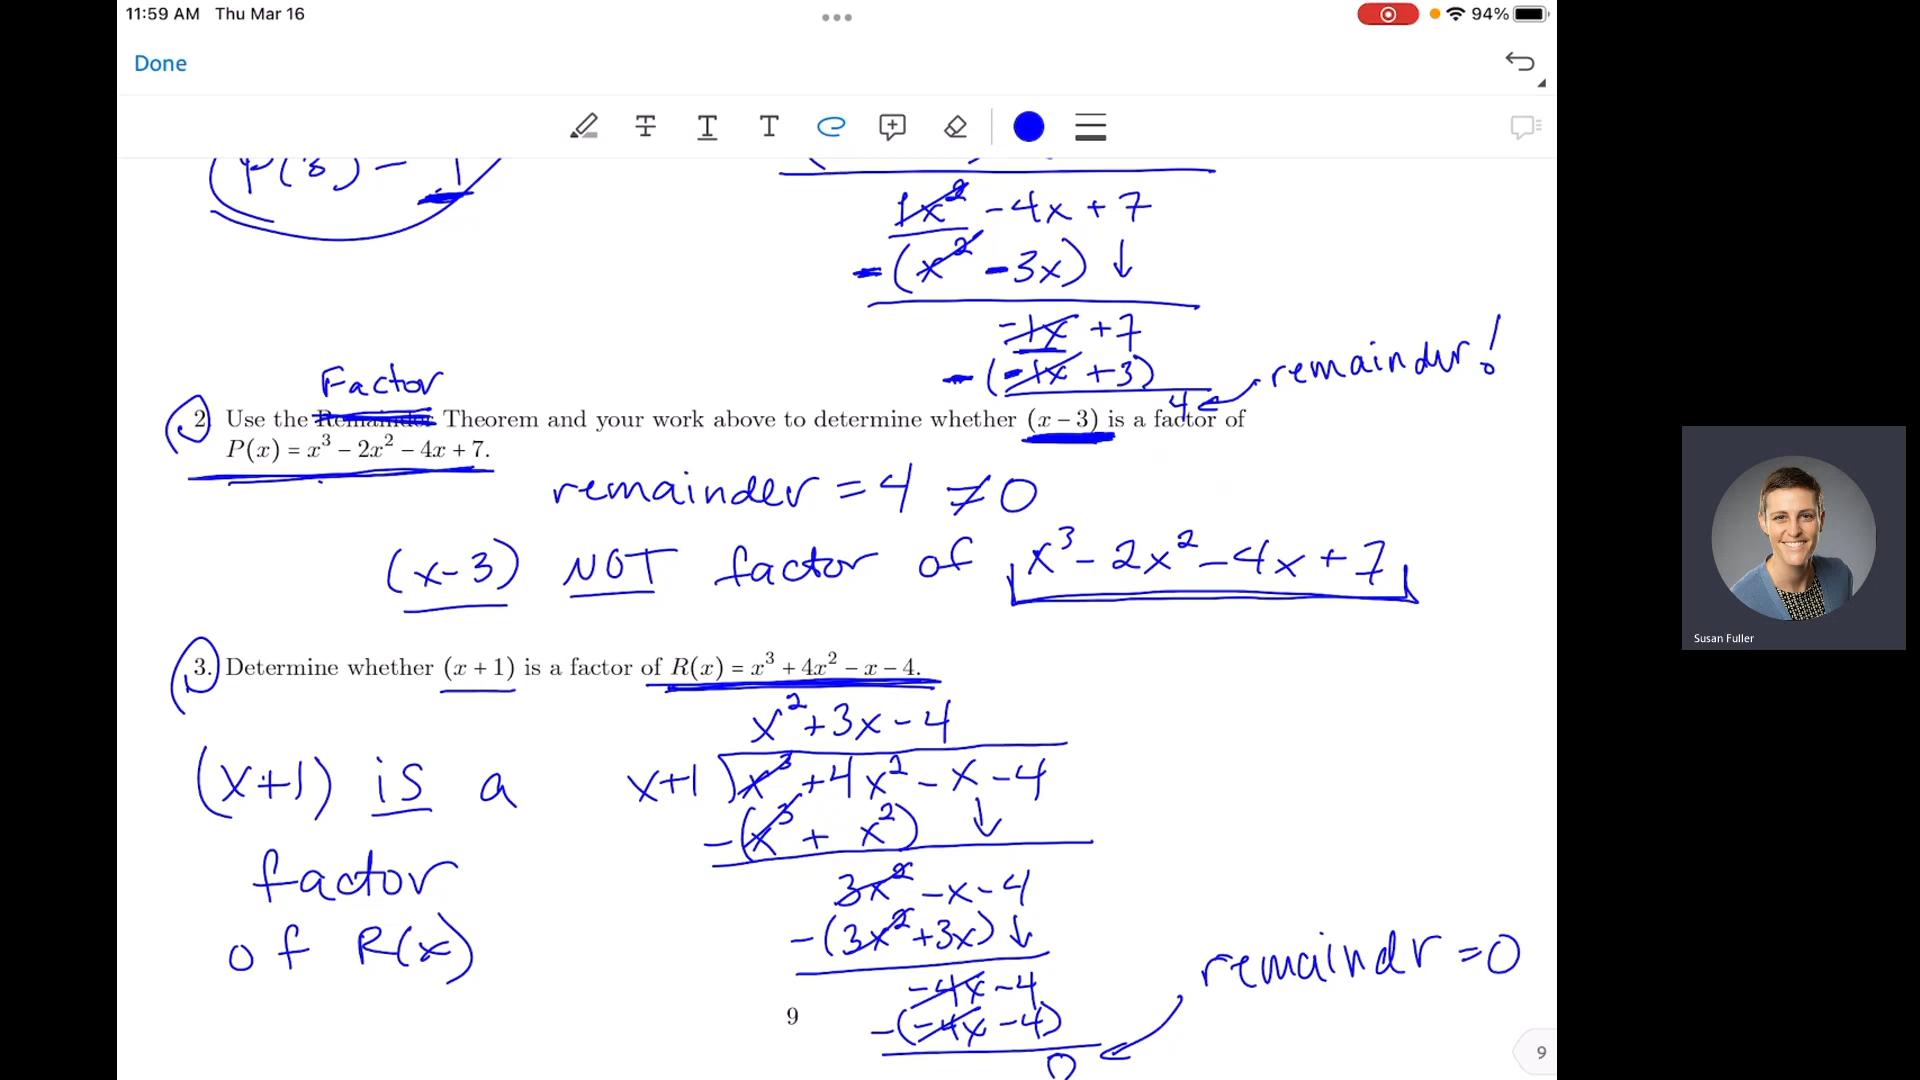 11:59 AM Thu Mar 16
94%
Done
1x² -4x + 7
-(x² -3x) ↓
-1x +7
-(-1x +3)
4
remainder!
Factor
2. Use the Remainder Theorem and your work above to determine whether (x − 3) is a factor of
P(x) = x³ − 2x² − 4x + 7.
remainder = 4 ≠ 0
(x-3) NOT factor of x³ - 2x² - 4x + 7
3. Determine whether (x + 1) is a factor of R(x) = x³ + 4x² − x − 4.
x² + 3x - 4
x+1 ) x³ + 4x² - x - 4
-(x³ + x²) ↓
3x² - x - 4
-(3x² + 3x) ↓
-4x - 4
-(-4x - 4)
0
(x+1) is a
factor
of R(x)
remaindr = 0
9
9
Susan Fuller